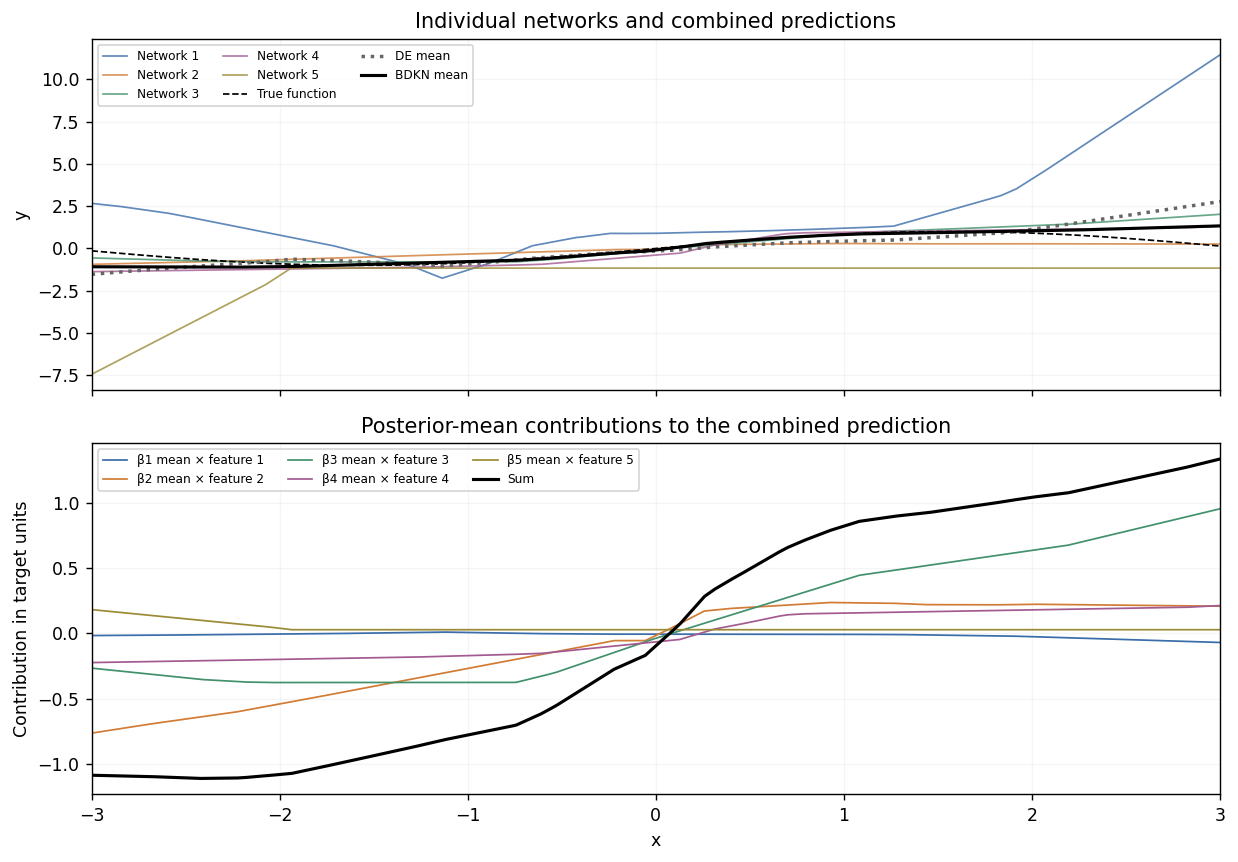 Individual networks and combined predictions
Network 1
Network 2
Network 3
Network 4
Network 5
True function
DE mean
BDKN mean
10.0
7.5
5.0
2.5
0.0
−2.5
−5.0
−7.5
y
Posterior-mean contributions to the combined prediction
β1 mean × feature 1
β2 mean × feature 2
β3 mean × feature 3
β4 mean × feature 4
β5 mean × feature 5
Sum
1.0
0.5
0.0
−0.5
−1.0
Contribution in target units
−3
−2
−1
0
1
2
3
x